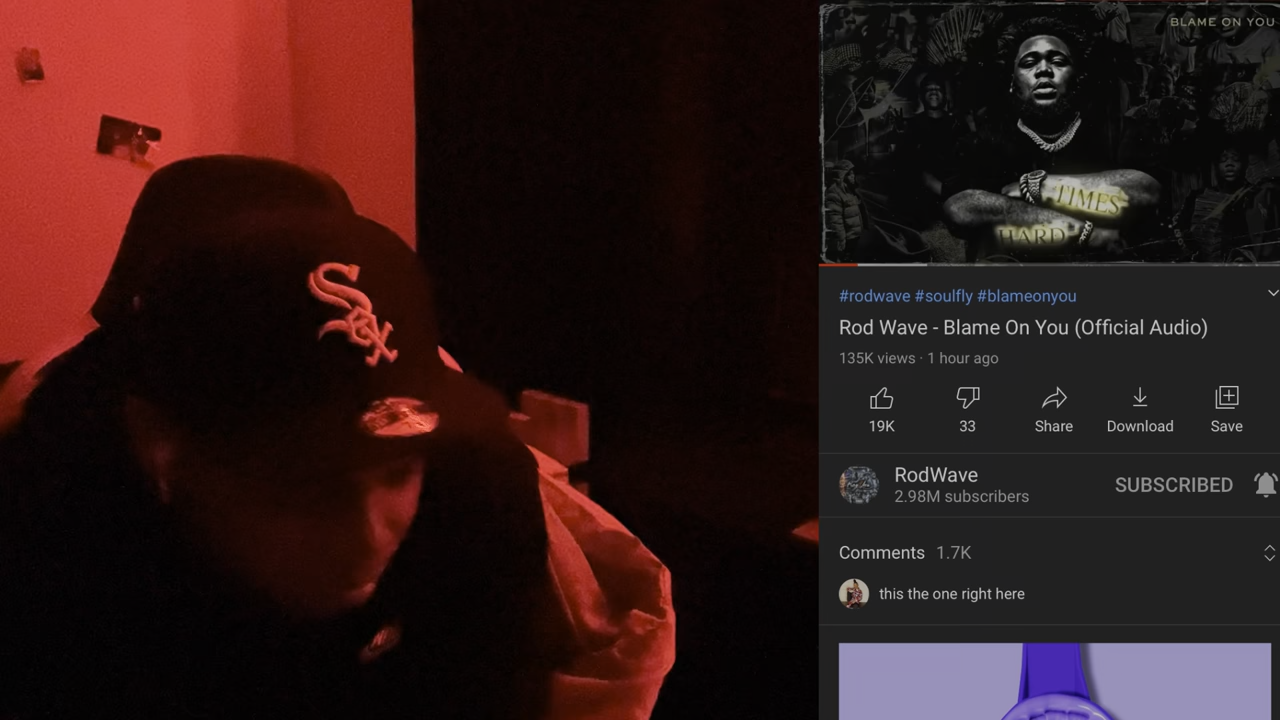 Sox
BLAME ON YOU
TIMES
HARD
#rodwave #soulfly #blameonyou
Rod Wave - Blame On You (Official Audio)
135K views · 1 hour ago
19K
33
Share
Download
Save
RodWave
2.98M subscribers
SUBSCRIBED
Comments 1.7K
this the one right here